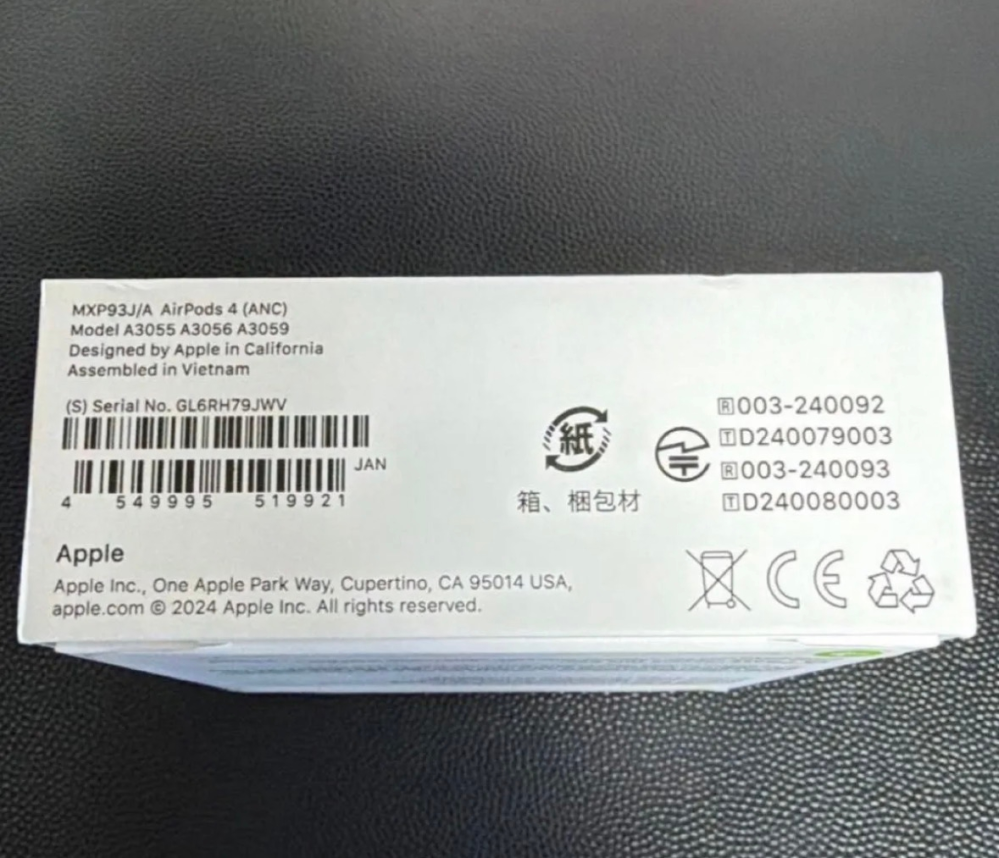 MXP93J/A AirPods 4 (ANC)
Model A3055 A3056 A3059
Designed by Apple in California
Assembled in Vietnam
(S) Serial No. GL6RH79JWV
JAN
4 549995 519921
紙
箱、梱包材
R003-240092
TD240079003
R003-240093
TD240080003
Apple
Apple Inc., One Apple Park Way, Cupertino, CA 95014 USA,
apple.com © 2024 Apple Inc. All rights reserved.
CE